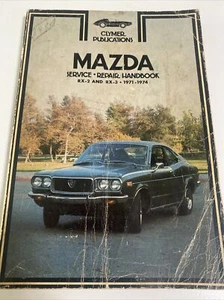 CLYMER
PUBLICATIONS
MAZDA
SERVICE • REPAIR • HANDBOOK
RX-2 AND RX-3 • 1971-1974